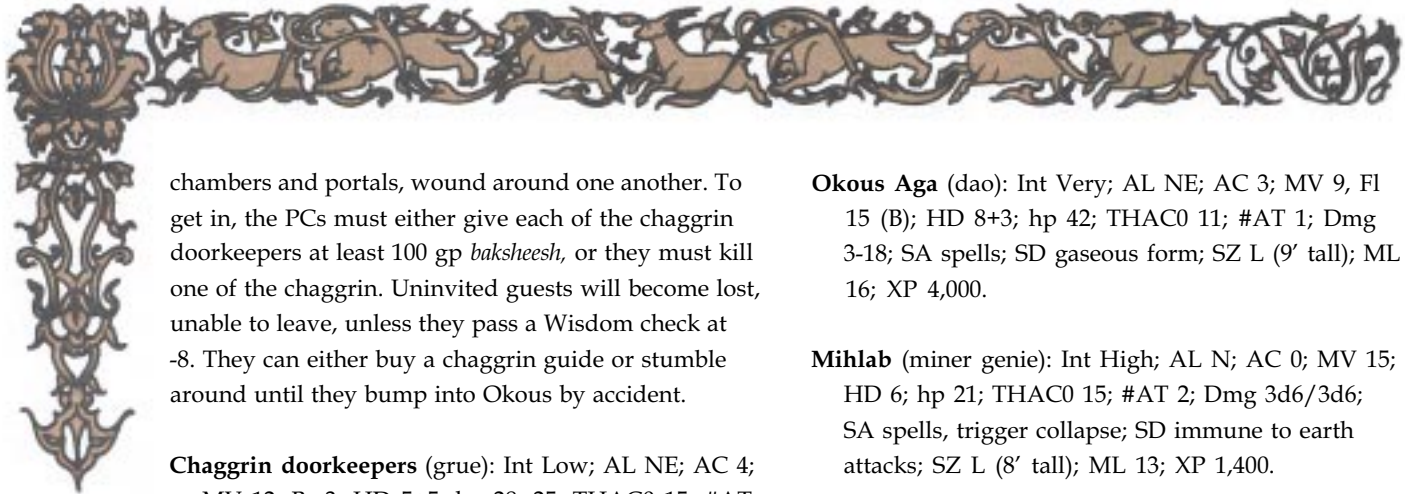 chambers and portals, wound around one another. To
get in, the PCs must either give each of the chaggrin
doorkeepers at least 100 gp baksheesh, or they must kill
one of the chaggrin. Uninvited guests will become lost,
unable to leave, unless they pass a Wisdom check at
-8. They can either buy a chaggrin guide or stumble
around until they bump into Okous by accident.
Chaggrin doorkeepers (grue): Int Low; AL NE; AC 4;
Okous Aga (dao): Int Very; AL NE; AC 3; MV 9, Fl
15 (B); HD 8+3; hp 42; THAC0 11; #AT 1; Dmg
3-18; SA spells; SD gaseous form; SZ L (9′ tall); ML
16; XP 4,000.
Mihlab (miner genie): Int High; AL N; AC 0; MV 15;
HD 6; hp 21; THAC0 15; #AT 2; Dmg 3d6/3d6;
SA spells, trigger collapse; SD immune to earth
attacks; SZ L (8′ tall); ML 13; XP 1,400.